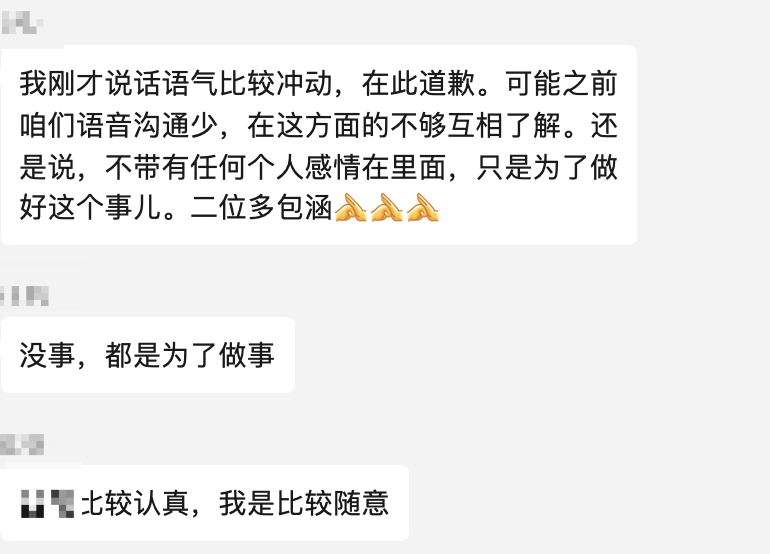 我刚才说话语气比较冲动，在此道歉。可能之前
咱们语音沟通少，在这方面的不够互相了解。还
是说，不带有任何个人感情在里面，只是为了做
好这个事儿。二位多包涵
没事，都是为了做事
比较认真，我是比较随意